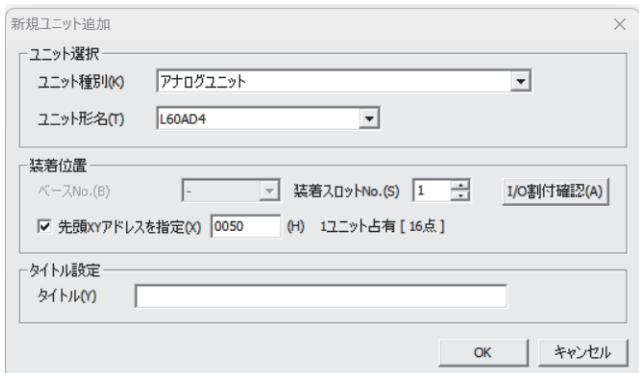 新規ユニット追加
ユニット選択
ユニット種別(K) アナログユニット
ユニット形名(T) L60AD4
装着位置
ベースNo.(B) - 装着スロットNo.(S) 1 I/O割付確認(A)
先頭XYアドレスを指定(X) 0050 (H) 1ユニット占有 [ 16点 ]
タイトル設定
タイトル(Y)
OK キャンセル